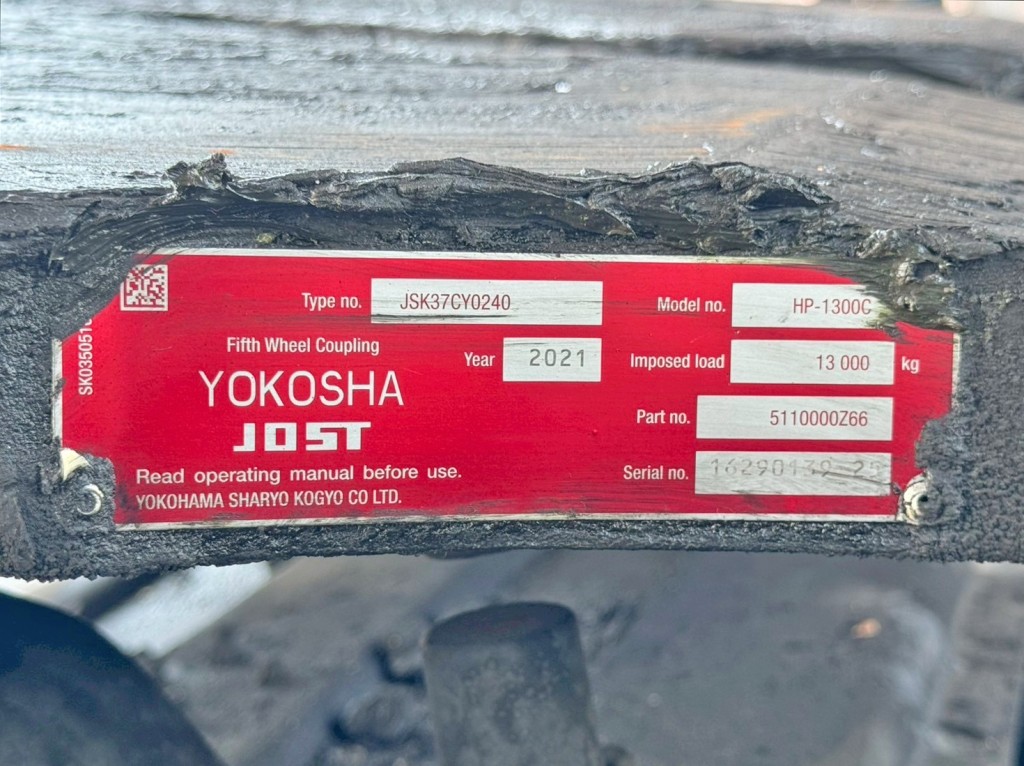 Type no. JSK37CY0240 Model no. HP-1300C
Fifth Wheel Coupling Year 2021 Imposed load 13 000 kg
YOKOSHA
JOST
Part no. 5110000Z66
Serial no.
Read operating manual before use.
YOKOHAMA SHARYO KOGYO CO LTD.